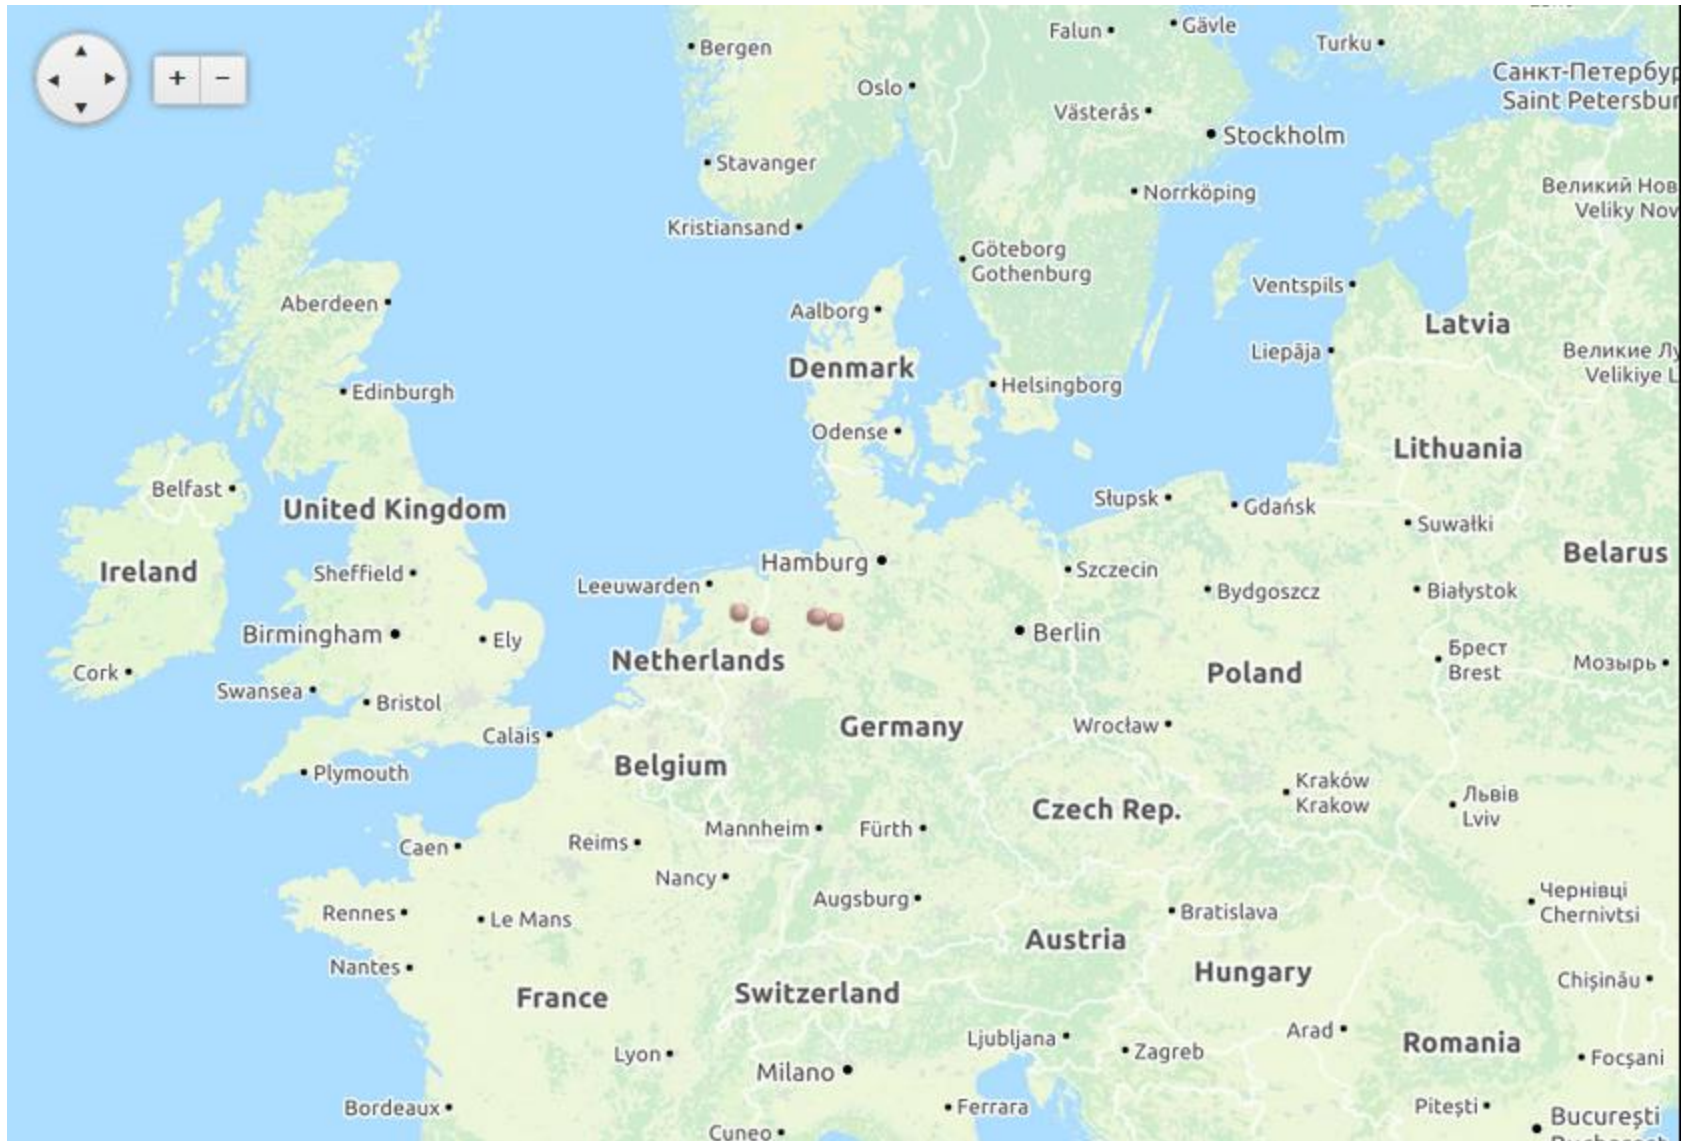 + −
Bergen
Falun
Gävle
Turku
Oslo
Санкт-Петербур
Saint Petersbur
Västerås
Stockholm
Stavanger
Norrköping
Великий Нов
Veliky Nov
Kristiansand
Göteborg
Gothenburg
Ventspils
Aberdeen
Aalborg
Latvia
Liepāja
Великие Лу
Velikiye L
Denmark
Helsingborg
Edinburgh
Odense
Lithuania
Belfast
United Kingdom
Słupsk
Gdańsk
Suwałki
Ireland
Sheffield
Hamburg
Leeuwarden
Szczecin
Belarus
Bydgoszcz
Białystok
Birmingham
Ely
Berlin
Netherlands
Брест
Brest
Мозырь
Cork
Swansea
Bristol
Poland
Calais
Germany
Wrocław
Plymouth
Belgium
Kraków
Krakow
Львів
Lviv
Czech Rep.
Mannheim
Fürth
Caen
Reims
Nancy
Augsburg
Чернівці
Chernivtsi
Rennes
Le Mans
Bratislava
Austria
Nantes
Hungary
Chișinău
France
Switzerland
Ljubljana
Zagreb
Arad
Romania
Focșani
Lyon
Milano
Bordeaux
Ferrara
Pitești
București
Cuneo